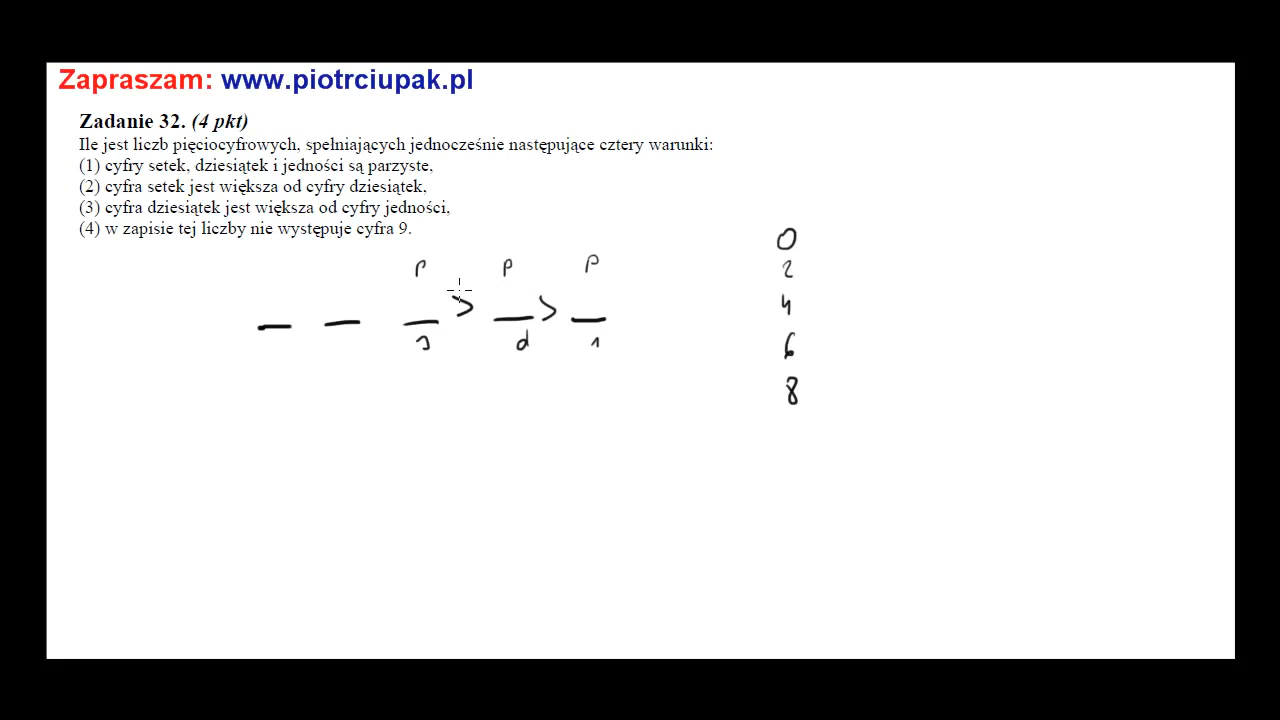 Zapraszam: www.piotrciupak.pl
Zadanie 32. (4 pkt)
Ile jest liczb pięciocyfrowych, spełniających jednocześnie następujące cztery warunki:
(1) cyfry setek, dziesiątek i jedności są parzyste,
(2) cyfra setek jest większa od cyfry dziesiątek,
(3) cyfra dziesiątek jest większa od cyfry jedności,
(4) w zapisie tej liczby nie występuje cyfra 9.
0
p p p
2
> >
4
d 1
6
8